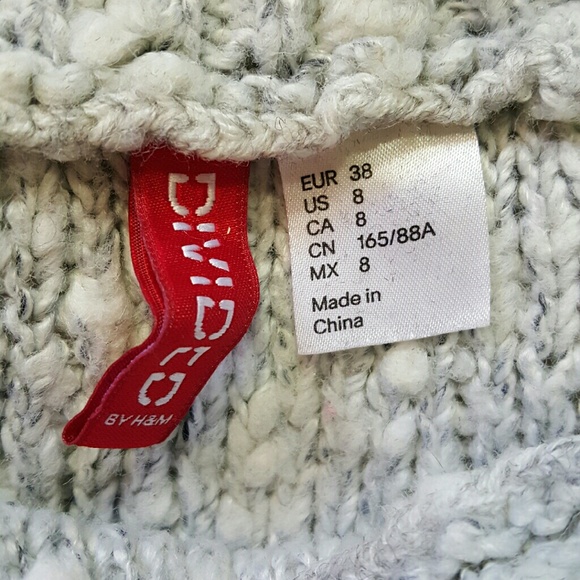 DIVIDED
BY H&M
EUR 38
US 8
CA 8
CN 165/88A
MX 8
Made in
China